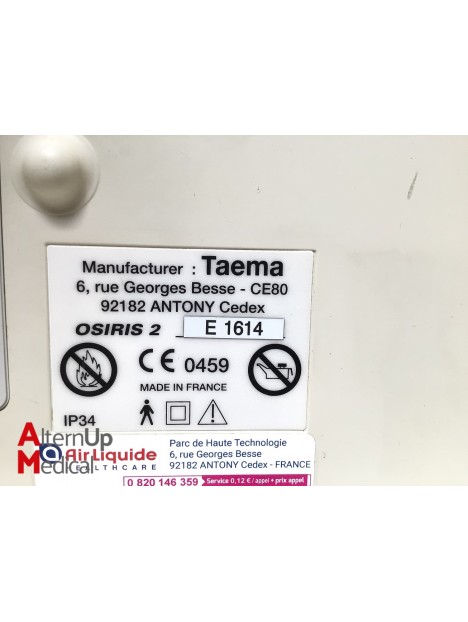 Manufacturer : Taema
6, rue Georges Besse - CE80
92182 ANTONY Cedex
OSIRIS 2 E 1614
CE 0459
MADE IN FRANCE
IP34
AlternUp
Medical
Air Liquide
HEALTHCARE
Parc de Haute Technologie
6, rue Georges Besse
92182 ANTONY Cedex - FRANCE
0 820 146 359 Service 0,12 € / appel + prix appel